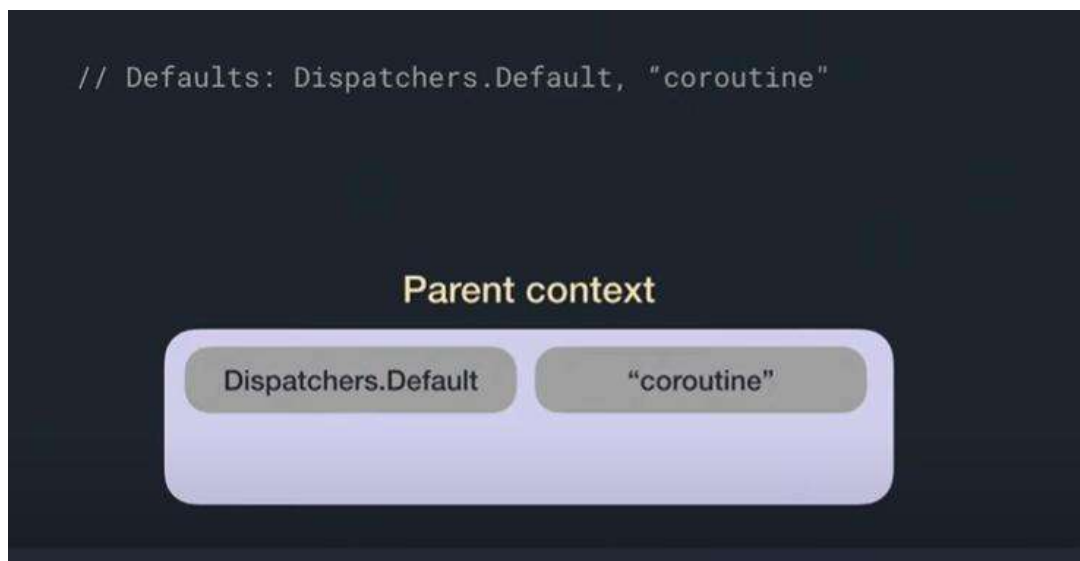 // Defaults: Dispatchers.Default, “coroutine"
Parent context
Dispatchers.Default
“coroutine”